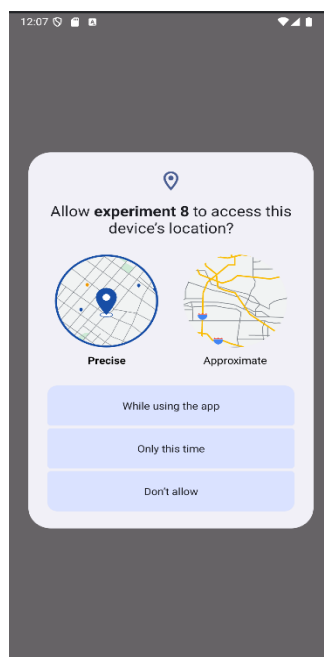 12:07
Allow experiment 8 to access this
device's location?
Precise
Approximate
While using the app
Only this time
Don't allow